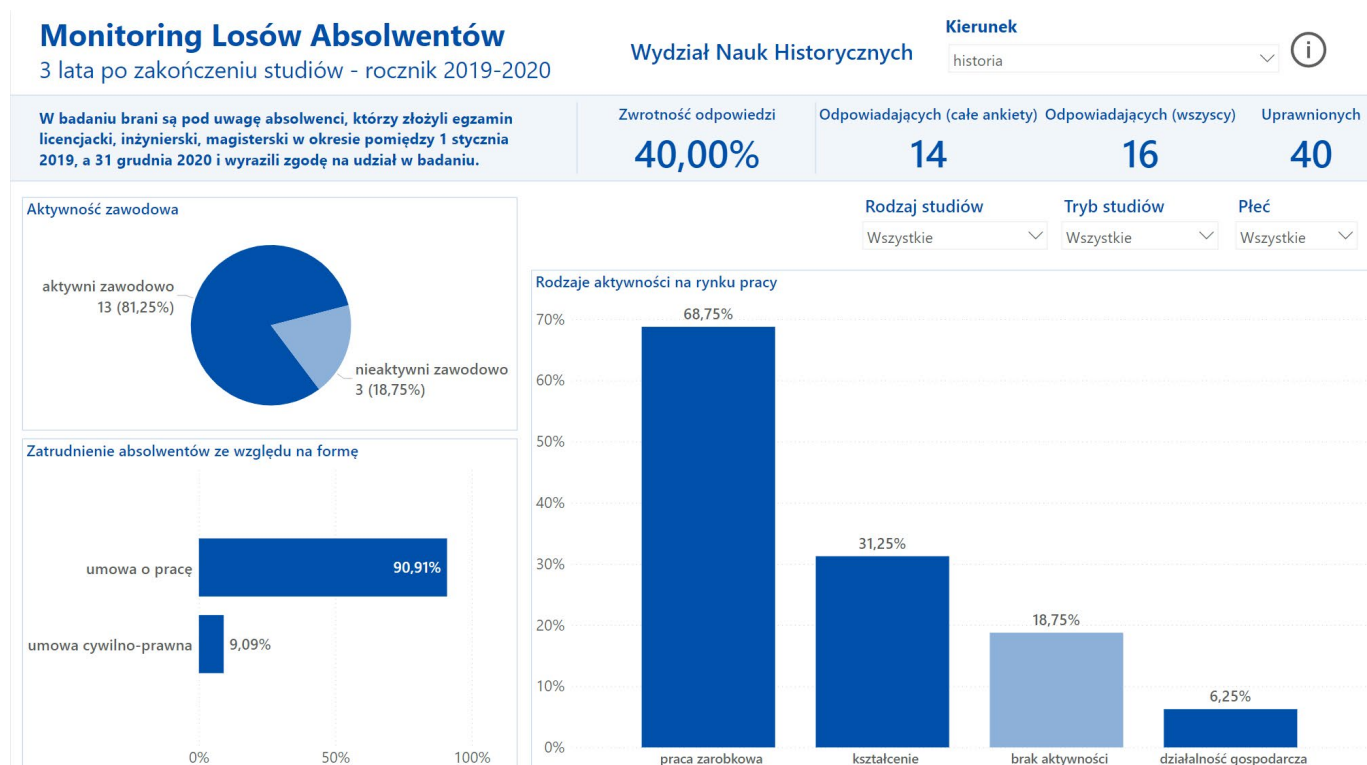 Monitoring Losów Absolwentów
3 lata po zakończeniu studiów - rocznik 2019-2020
Wydział Nauk Historycznych
Kierunek
historia
i
W badaniu brani są pod uwagę absolwenci, którzy złożyli egzamin
licencjacki, inżynierski, magisterski w okresie pomiędzy 1 stycznia
2019, a 31 grudnia 2020 i wyrazili zgodę na udział w badaniu.
Zwrotność odpowiedzi
40,00%
Odpowiadających (całe ankiety)
14
Odpowiadających (wszyscy)
16
Uprawnionych
40
Rodzaj studiów
Wszystkie
Tryb studiów
Wszystkie
Płeć
Wszystkie
Aktywność zawodowa
aktywni zawodowo
13 (81,25%)
nieaktywni zawodowo
3 (18,75%)
Zatrudnienie absolwentów ze względu na formę
umowa o pracę
90,91%
umowa cywilno-prawna
9,09%
0%
50%
100%
Rodzaje aktywności na rynku pracy
70%
60%
50%
40%
30%
20%
10%
0%
68,75%
31,25%
18,75%
6,25%
praca zarobkowa
kształcenie
brak aktywności
działalność gospodarcza